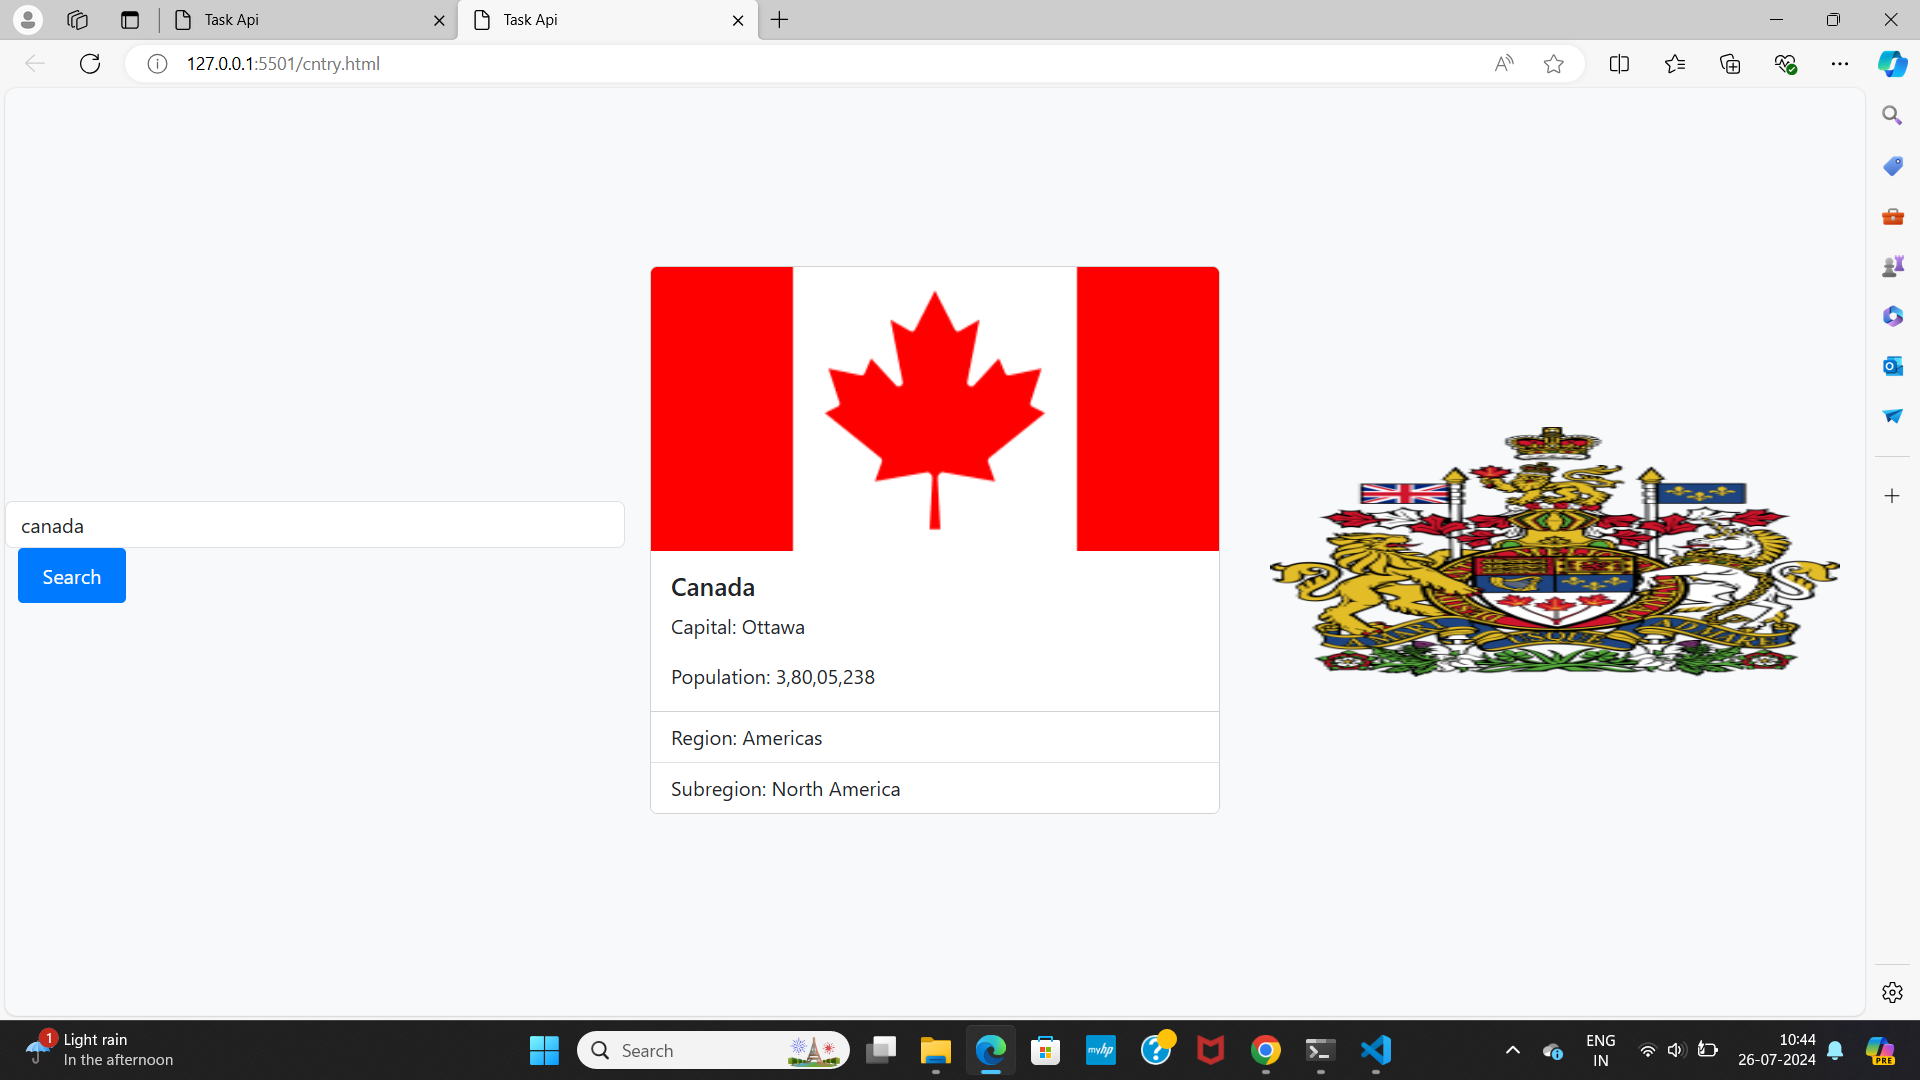 Task Api
Task Api
127.0.0.1:5501/cntry.html
canada
Search
Canada
Capital: Ottawa
Population: 3,80,05,238
Region: Americas
Subregion: North America
1
Light rain
In the afternoon
Search
myhp
ENG
IN
10:44
26-07-2024
PRE